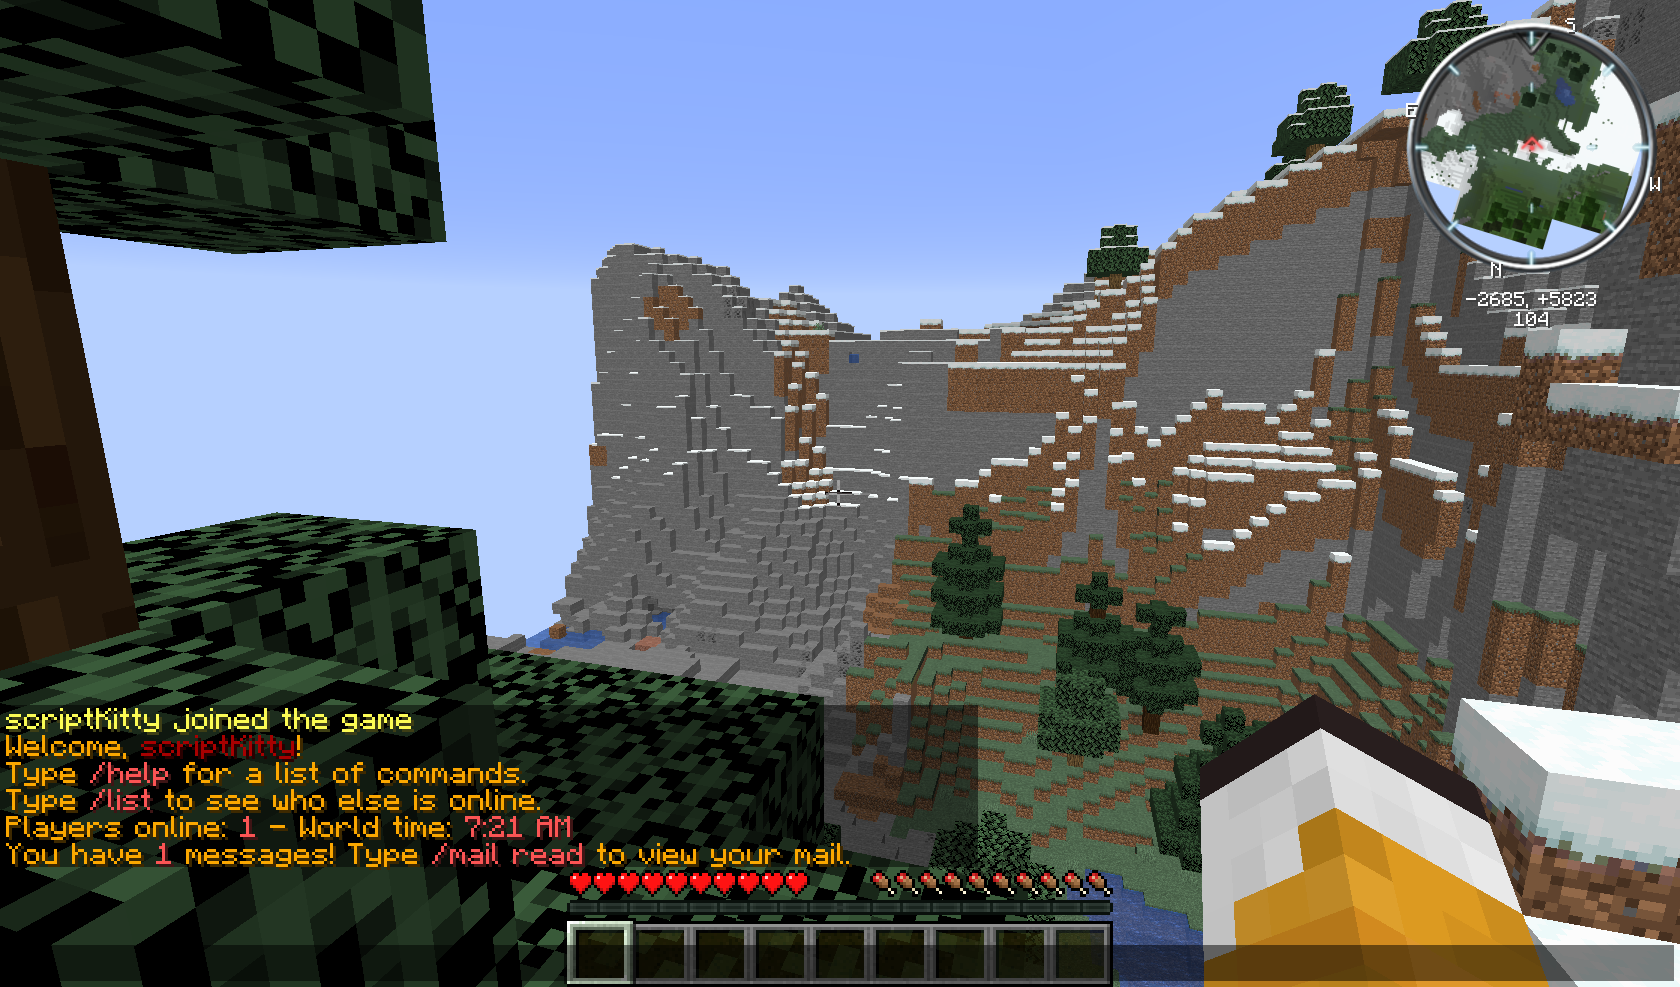 S
E
W
N
-2685, +5823
104
scriptKitty joined the game
Welcome, scriptKitty!
Type /help for a list of commands.
Type /list to see who else is online.
Players online: 1 - World time: 7:21 AM
You have 1 messages! Type /mail read to view your mail.